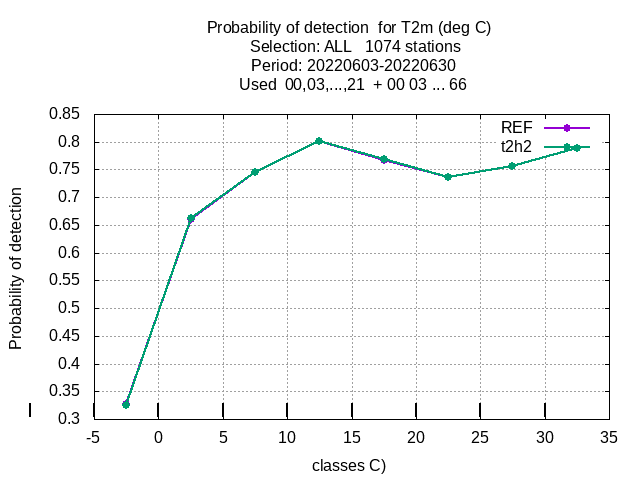 Probability of detection  for T2m (deg C)
Selection: ALL   1074 stations
Period: 20220603-20220630
Used  00,03,...,21  + 00 03 ... 66
REF
t2h2
0.85
0.8
0.75
0.7
0.65
0.6
0.55
0.5
0.45
0.4
0.35
0.3
Probability of detection
-5 0 5 10 15 20 25 30 35
classes C)